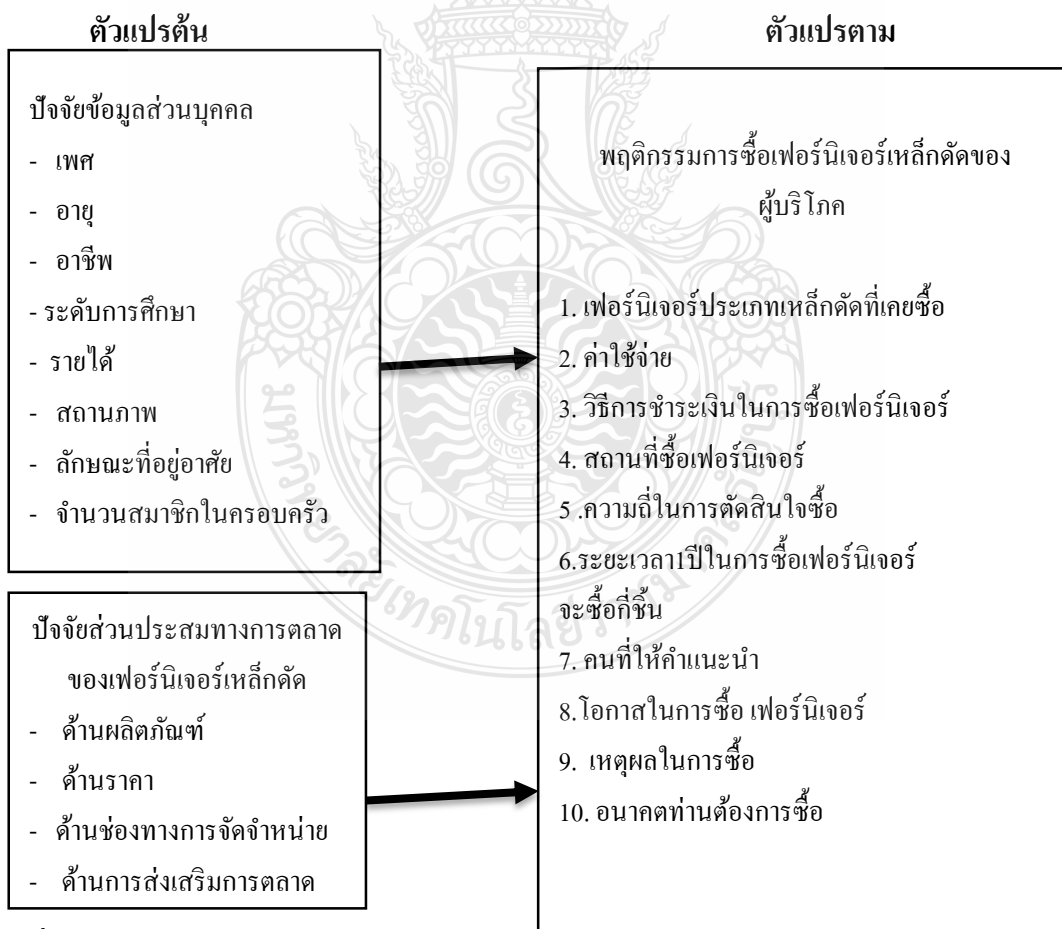 ตัวแปรต้น
ปัจจัยข้อมูลส่วนบุคคล
- เพศ
- อายุ
- อาชีพ
- ระดับการศึกษา
- รายได้
- สถานภาพ
- ลักษณะที่อยู่อาศัย
- จำนวนสมาชิกในครอบครัว
ปัจจัยส่วนประสมทางการตลาด
ของเฟอร์นิเจอร์เหล็กดัด
- ด้านผลิตภัณฑ์
- ด้านราคา
- ด้านช่องทางการจัดจำหน่าย
- ด้านการส่งเสริมการตลาด
ตัวแปรตาม
พฤติกรรมการซื้อเฟอร์นิเจอร์เหล็กดัดของ
ผู้บริโภค
1. เฟอร์นิเจอร์ประเภทเหล็กดัดที่เคยซื้อ
2. ค่าใช้จ่าย
3. วิธีการชำระเงินในการซื้อเฟอร์นิเจอร์
4. สถานที่ซื้อเฟอร์นิเจอร์
5 .ความถี่ในการตัดสินใจซื้อ
6.ระยะเวลา1ปีในการซื้อเฟอร์นิเจอร์
จะซื้อกี่ชิ้น
7. คนที่ให้คำแนะนำ
8.โอกาสในการซื้อ เฟอร์นิเจอร์
9. เหตุผลในการซื้อ
10. อนาคตท่านต้องการซื้อ